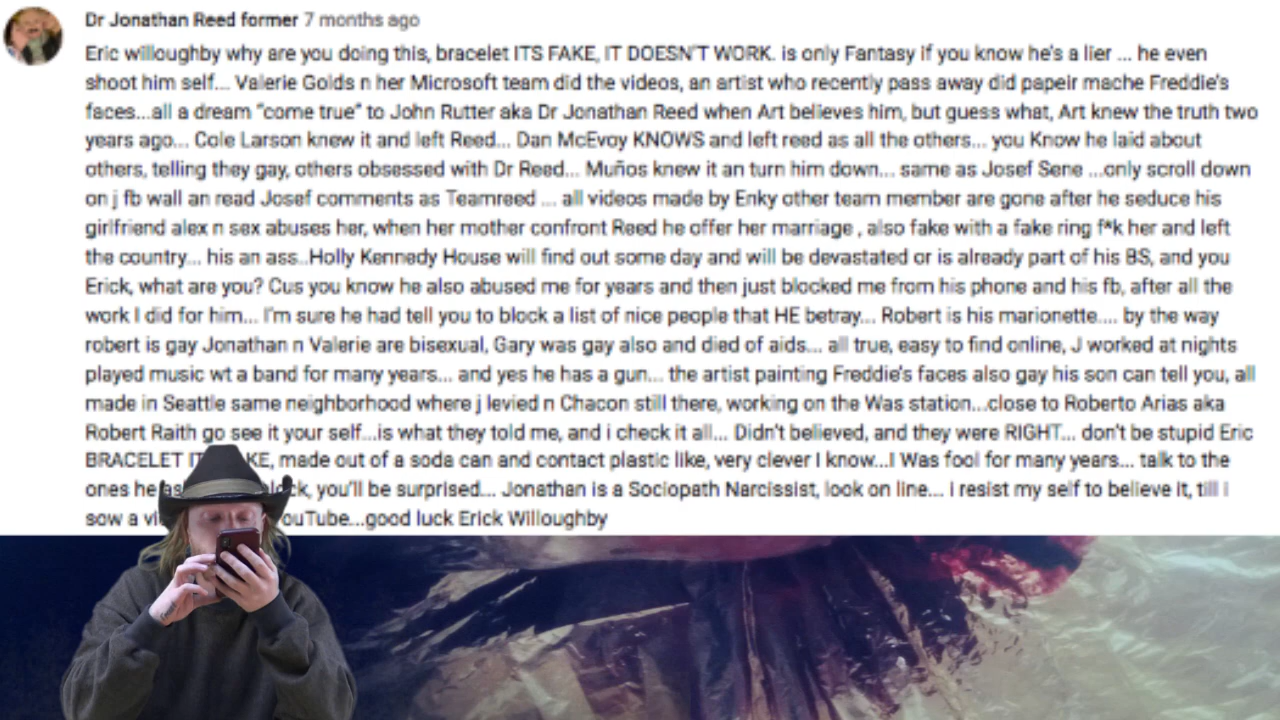 Dr Jonathan Reed former 7 months ago
Eric willoughby why are you doing this, bracelet ITS FAKE, IT DOESN'T WORK. is only Fantasy if you know he's a lier ... he even
shoot him self... Valerie Golds n her Microsoft team did the videos, an artist who recently pass away did papeir mache Freddie's
faces...all a dream "come true" to John Rutter aka Dr Jonathan Reed when Art believes him, but guess what, Art knew the truth two
years ago... Cole Larson knew it and left Reed... Dan McEvoy KNOWS and left reed as all the others... you Know he laid about
others, telling they gay, others obsessed with Dr Reed... Muños knew it an turn him down... same as Josef Sene ...only scroll down
on j fb wall an read Josef comments as Teamreed ... all videos made by Enky other team member are gone after he seduce his
girlfriend alex n sex abuses her, when her mother confront Reed he offer her marriage , also fake with a fake ring f*k her and left
the country... his an ass..Holly Kennedy House will find out some day and will be devastated or is already part of his BS, and you
Erick, what are you? Cus you know he also abused me for years and then just blocked me from his phone and his fb, after all the
work I did for him... I'm sure he had tell you to block a list of nice people that HE betray... Robert is his marionette.... by the way
robert is gay Jonathan n Valerie are bisexual, Gary was gay also and died of aids... all true, easy to find online, J worked at nights
played music wt a band for many years... and yes he has a gun... the artist painting Freddie's faces also gay his son can tell you, all
made in Seattle same neighborhood where j levied n Chacon still there, working on the Was station...close to Roberto Arias aka
Robert Raith go see it your self...is what they told me, and i check it all... Didn't believed, and they were RIGHT... don't be stupid Eric
BRACELET made out of a soda can and contact plastic like, very clever I know...I Was fool for many years... talk to the
ones he you'll be surprised... Jonathan is a Sociopath Narcissist, look on line... I resist my self to believe it, till i
sow a good luck Erick Willoughby